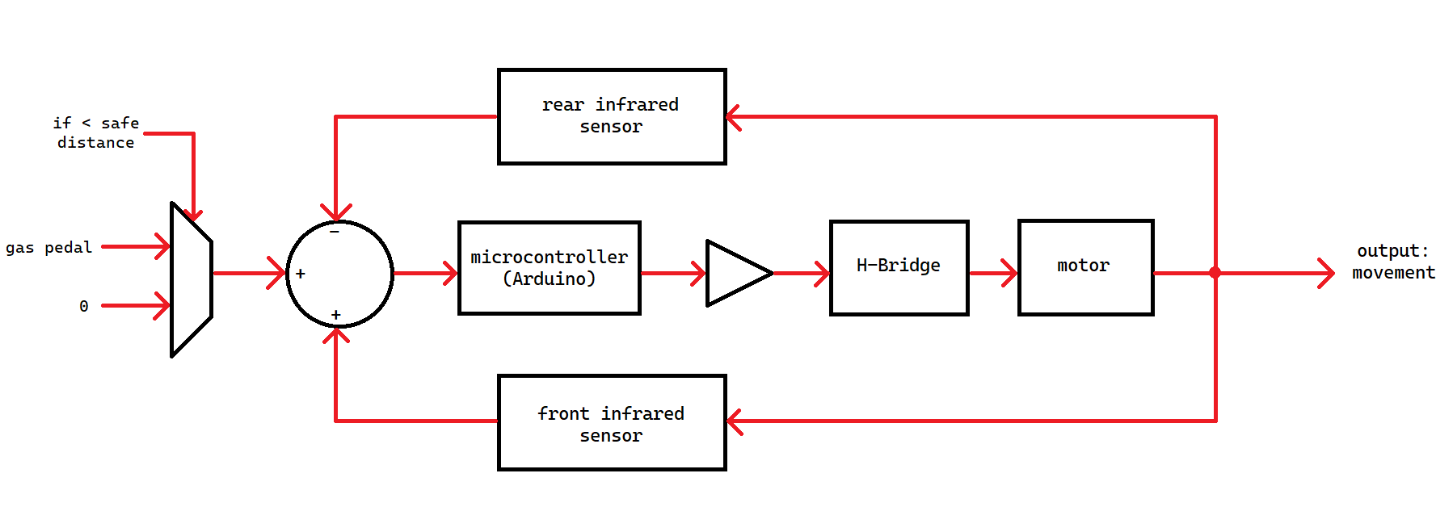 rear infrared
sensor
if < safe
distance
gas pedal
0
−
+
+
microcontroller
(Arduino)
H-Bridge
motor
output:
movement
front infrared
sensor